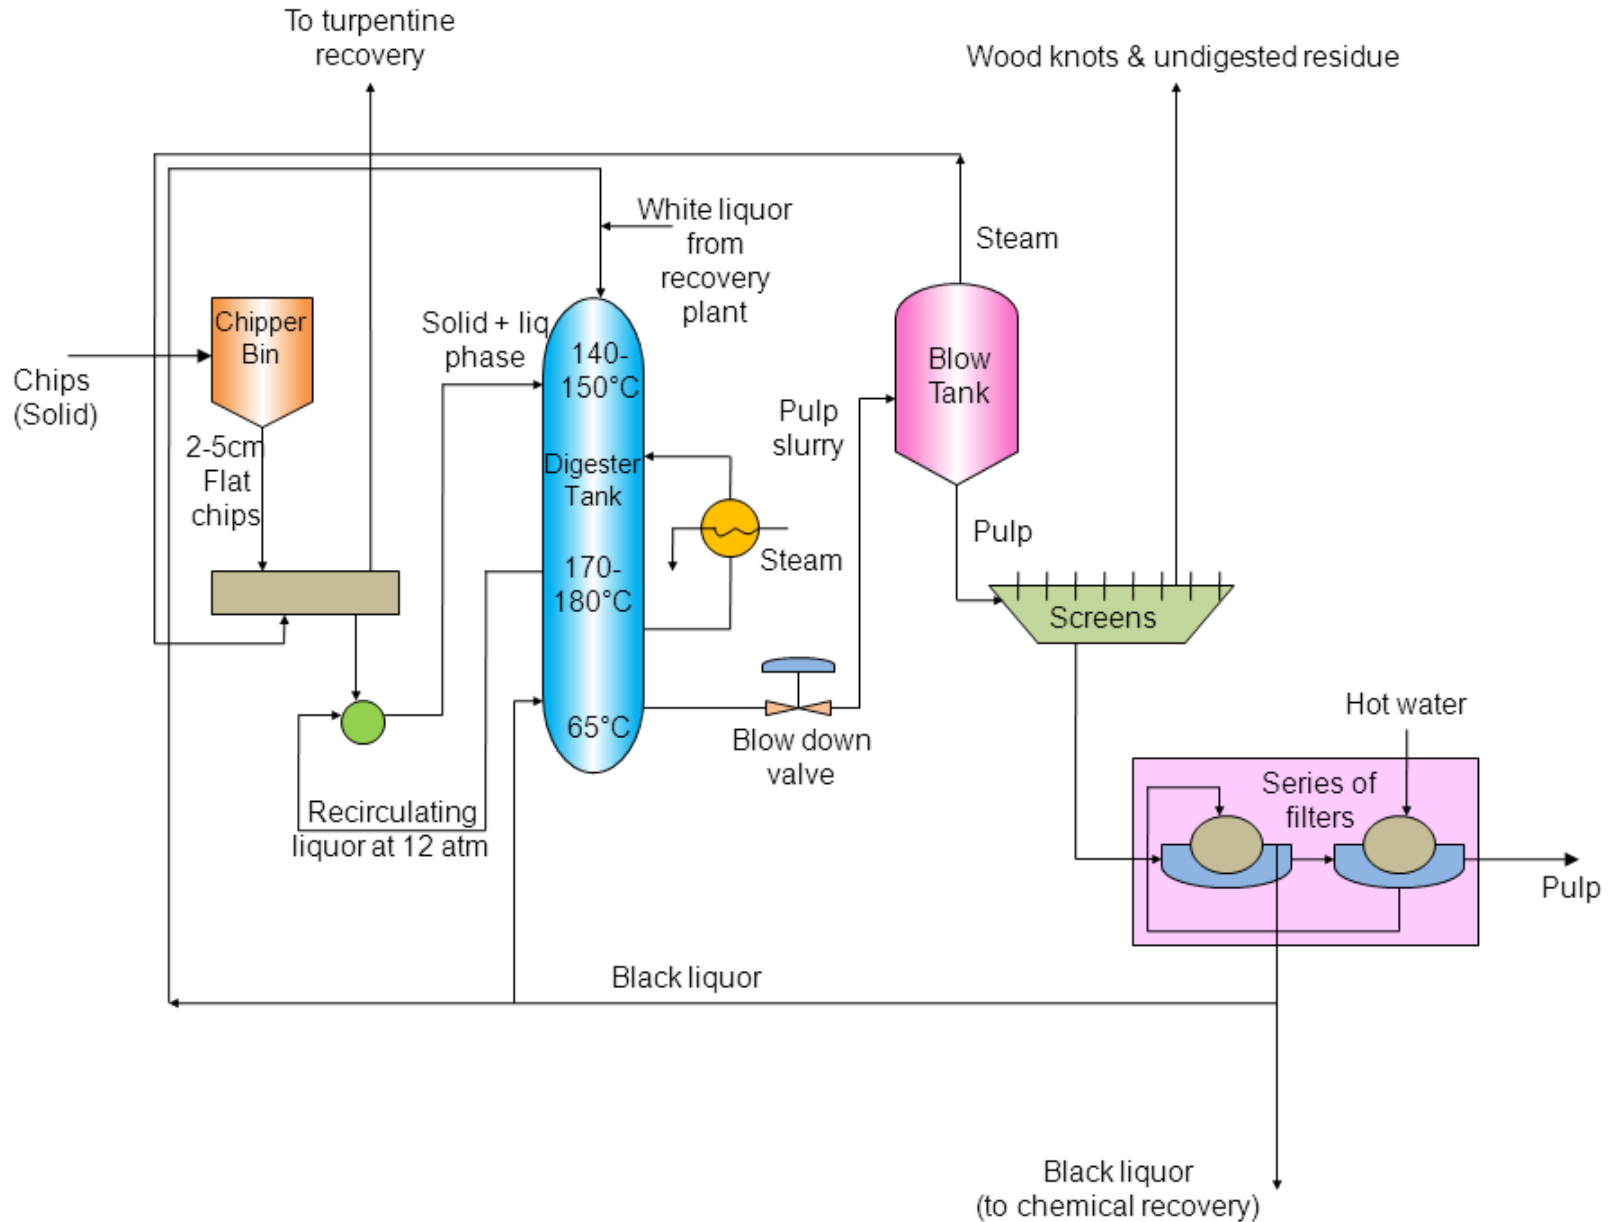 To turpentine
recovery
Wood knots & undigested residue
White liquor
from
recovery
plant
Steam
Chipper
Bin
Solid + liq
phase
Chips
(Solid)
140-
150°C
Blow
Tank
Pulp
slurry
2-5cm
Flat
chips
Digester
Tank
Steam
Pulp
170-
180°C
Screens
65°C
Blow down
valve
Hot water
Series of
filters
Recirculating
liquor at 12 atm
Pulp
Black liquor
Black liquor
(to chemical recovery)